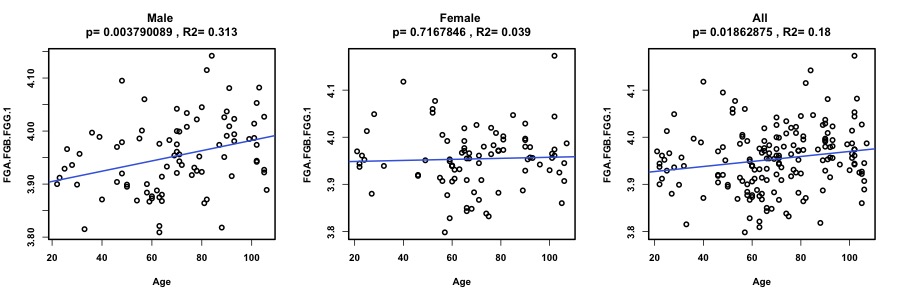 Male
p= 0.003790089 , R2= 0.313
FGA.FGB.FGG.1
4.10
4.00
3.90
3.80
20 40 60 80 100
Age
Female
p= 0.7167846 , R2= 0.039
FGA.FGB.FGG.1
4.1
4.0
3.9
3.8
20 40 60 80 100
Age
All
p= 0.01862875 , R2= 0.18
FGA.FGB.FGG.1
4.1
4.0
3.9
3.8
20 40 60 80 100
Age